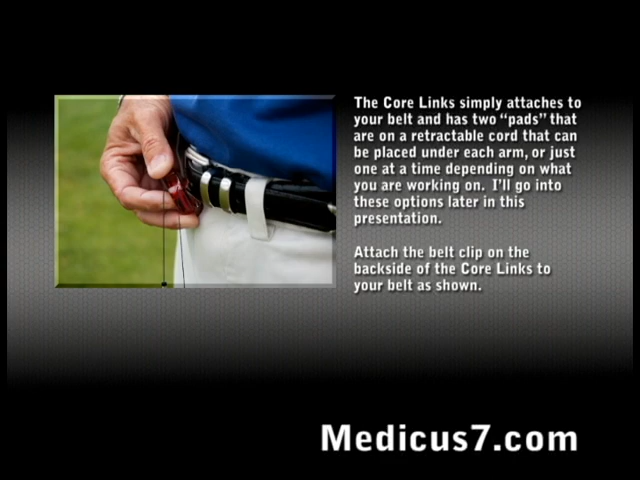 The Core Links simply attaches to
your belt and has two “pads” that
are on a retractable cord that can
be placed under each arm, or just
one at a time depending on what
you are working on.  I’ll go into
these options later in this
presentation.
Attach the belt clip on the
backside of the Core Links to
your belt as shown.
Medicus7.com